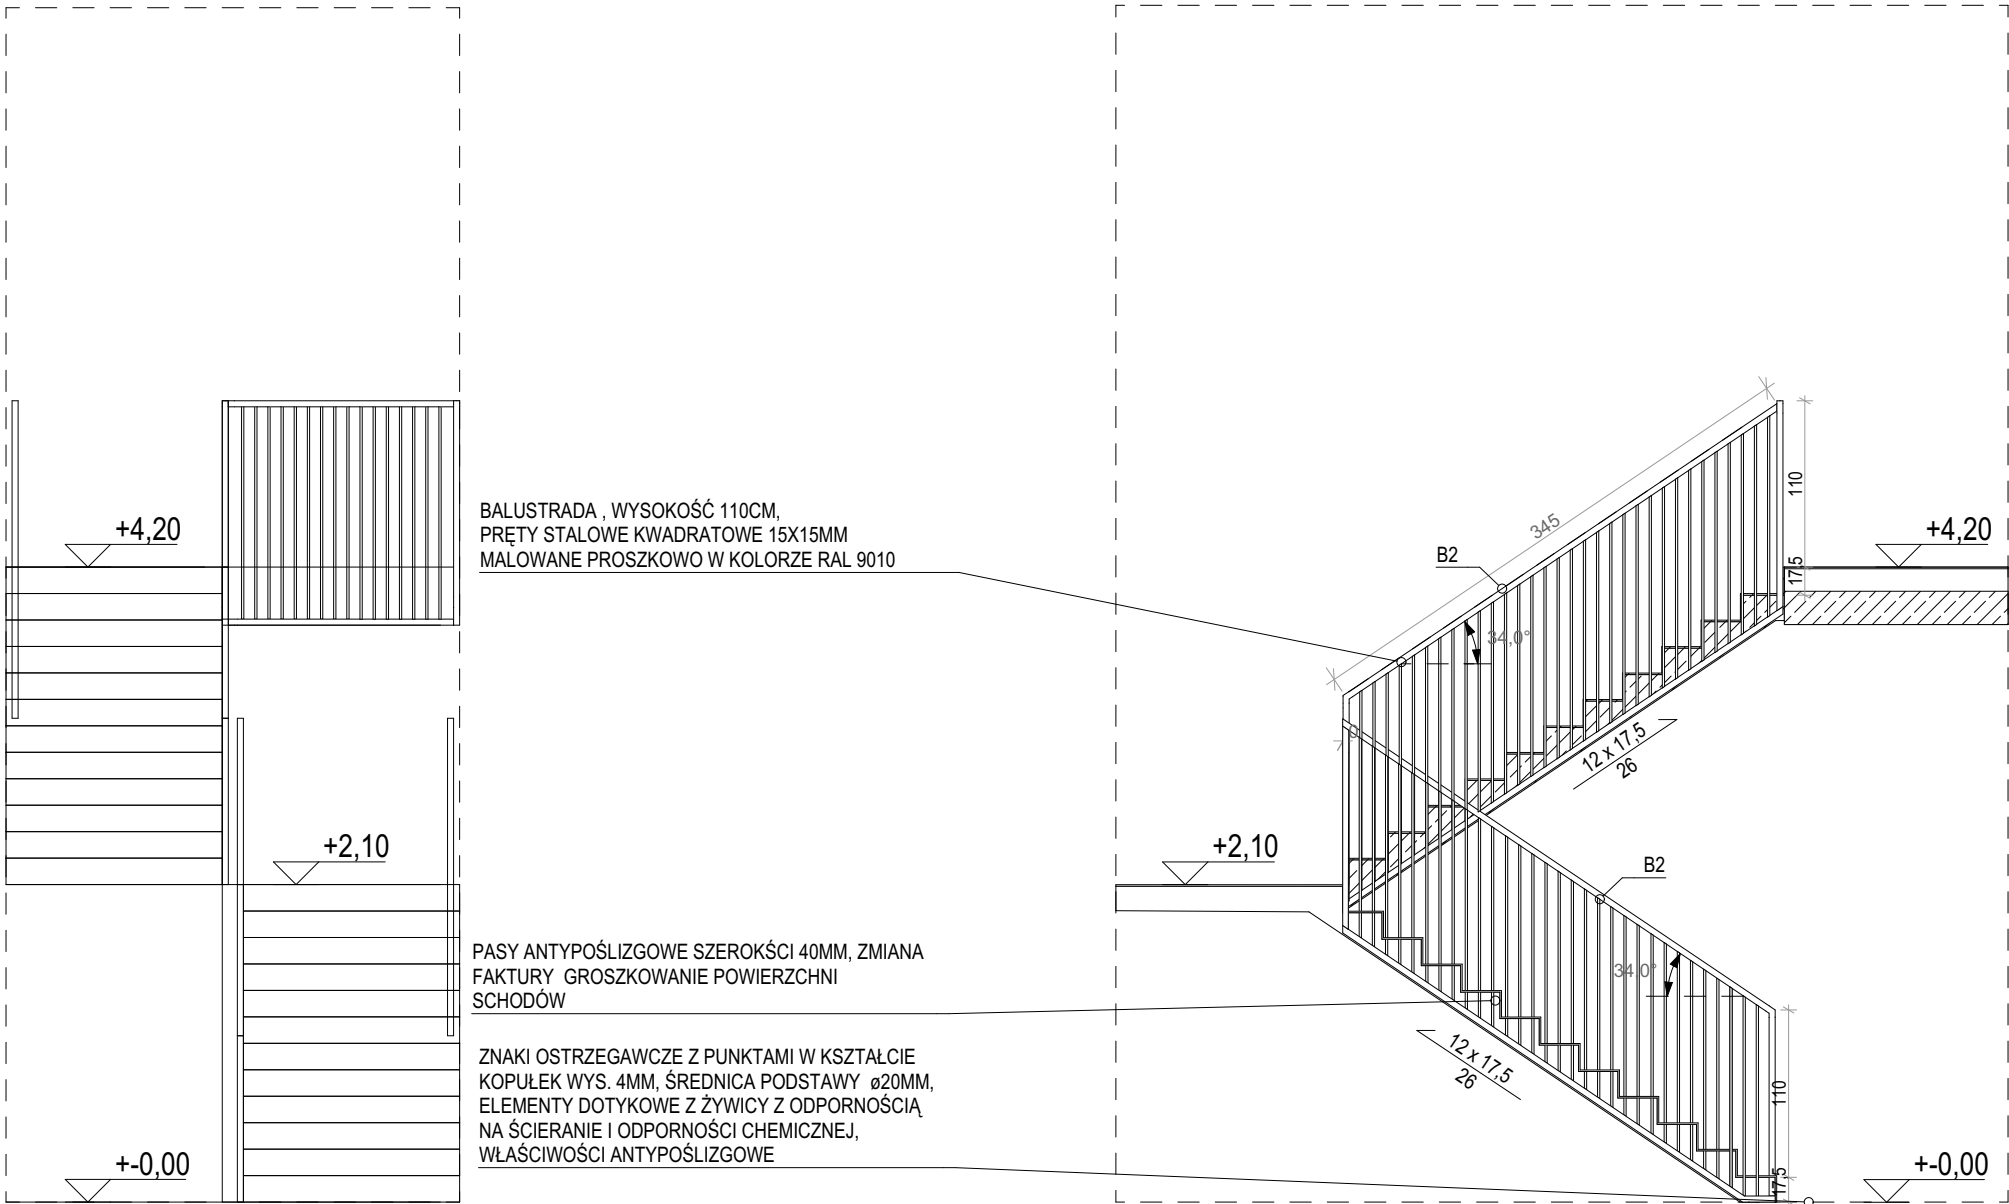 +4,20
BALUSTRADA , WYSOKOŚĆ 110CM,
PRĘTY STALOWE KWADRATOWE 15X15MM
MALOWANE PROSZKOWO W KOLORZE RAL 9010
345
B2
34,0°
110
17,5
+4,20
0
12 x 17,5
26
+2,10
+2,10
B2
PASY ANTYPOŚLIZGOWE SZEROKŚCI 40MM, ZMIANA
FAKTURY GROSZKOWANIE POWIERZCHNI
SCHODÓW
34,0°
12 x 17,5
26
110
17,5
ZNAKI OSTRZEGAWCZE Z PUNKTAMI W KSZTAŁCIE
KOPUŁEK WYS. 4MM, ŚREDNICA PODSTAWY ø20MM,
ELEMENTY DOTYKOWE Z ŻYWICY Z ODPORNOŚCIĄ
NA ŚCIERANIE I ODPORNOŚCI CHEMICZNEJ,
WŁAŚCIWOŚCI ANTYPOŚLIZGOWE
+-0,00
+-0,00